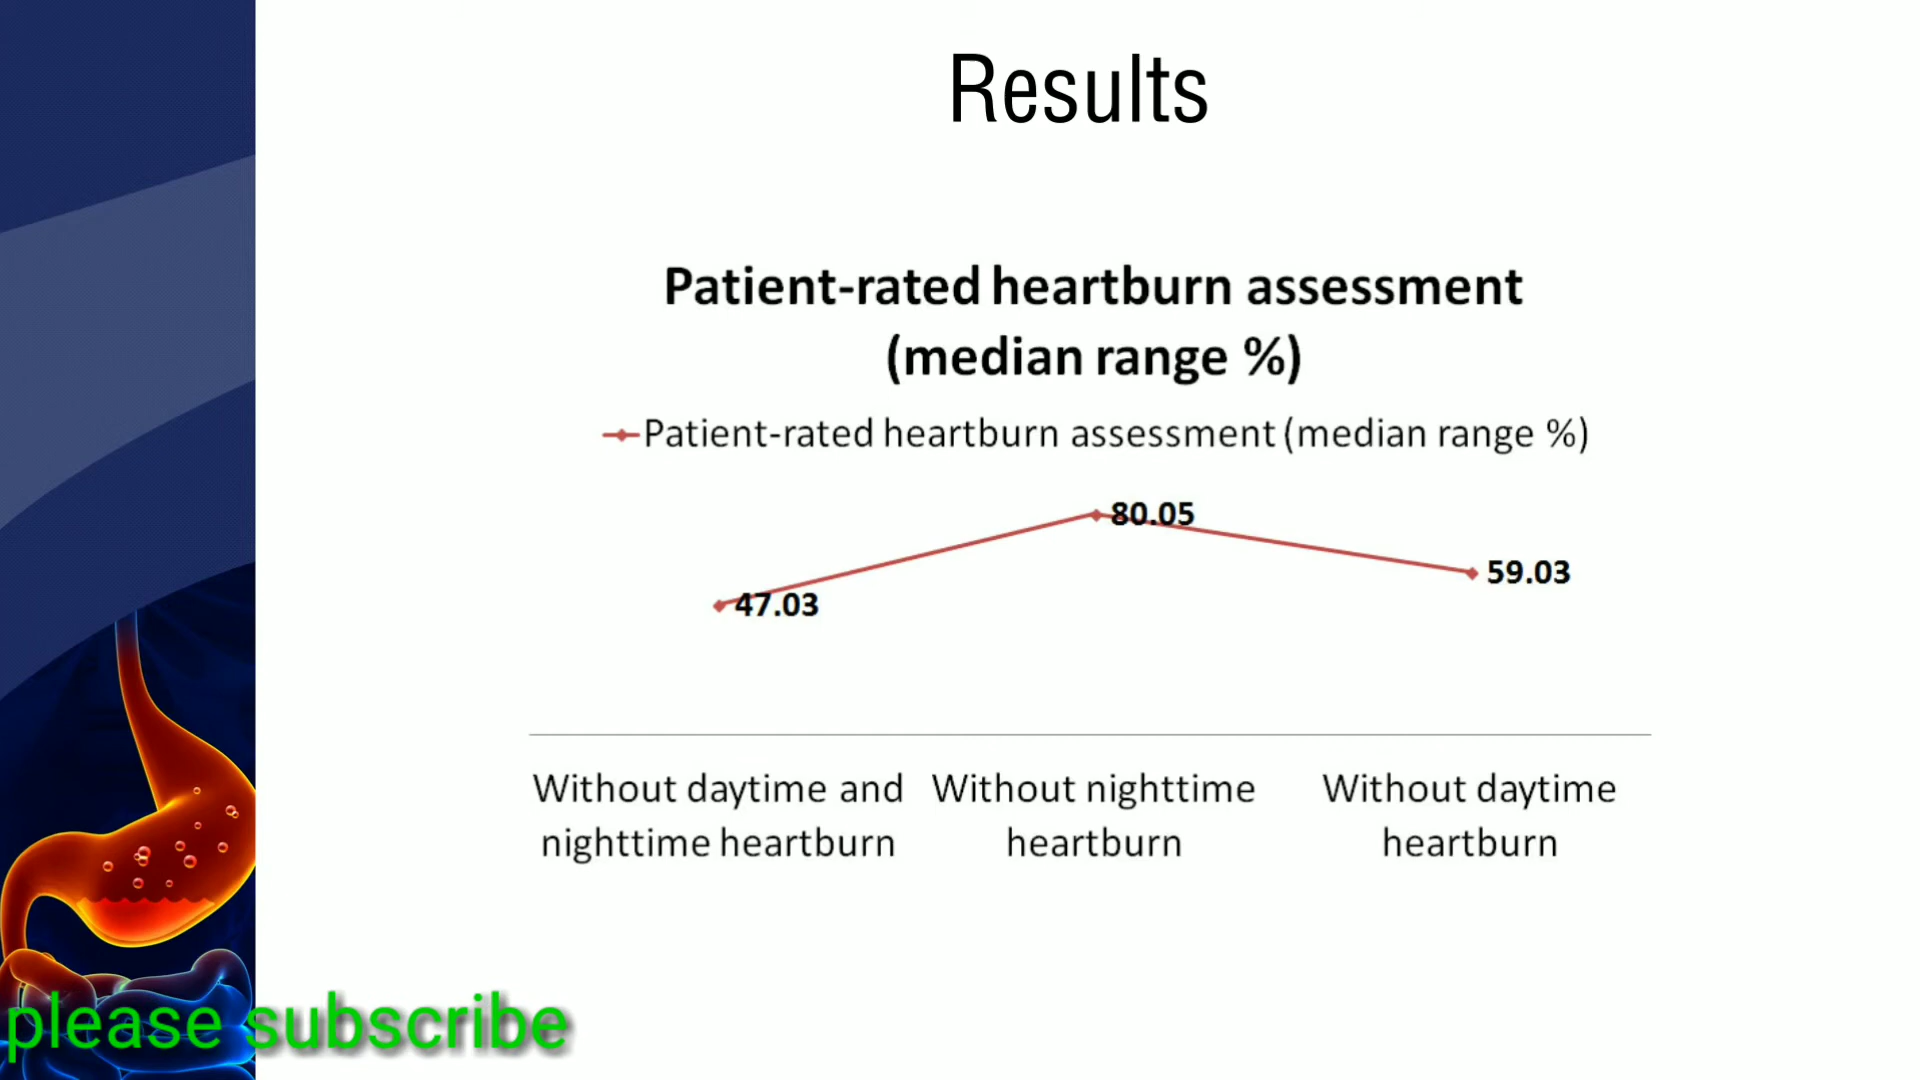 Results
Patient-rated heartburn assessment
(median range %)
Patient-rated heartburn assessment (median range %)
80.05
59.03
47.03
Without daytime and
nighttime heartburn
Without nighttime
heartburn
Without daytime
heartburn
please subscribe